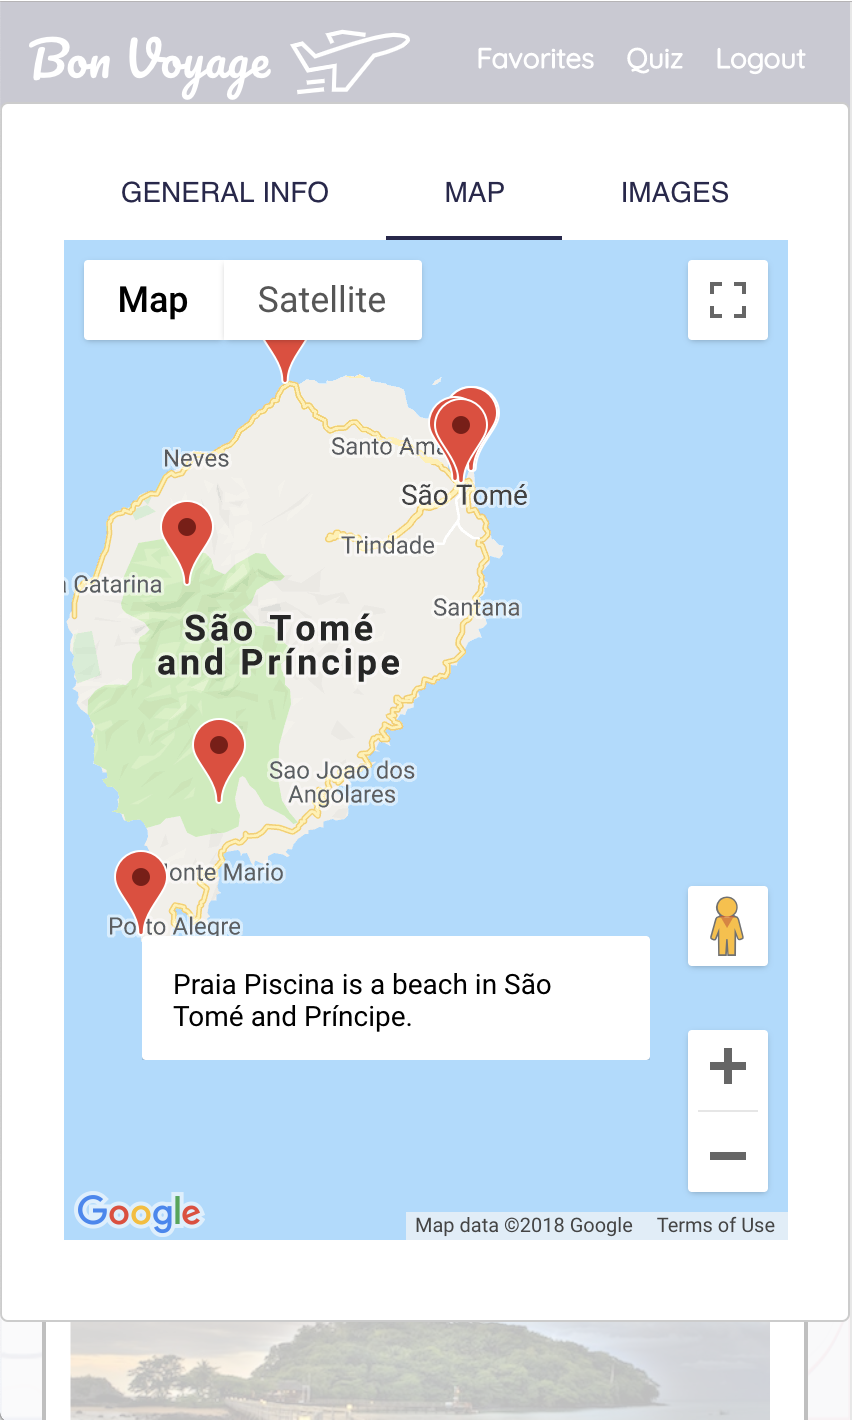 Bon Voyage
Favorites Quiz Logout
GENERAL INFO MAP IMAGES
Map Satellite
Neves
Santo Ama
São Tomé
Trindade
Catarina
Santana
São Tomé
and Príncipe
Sao Joao dos
Angolares
onte Mario
Porto Alegre
Praia Piscina is a beach in São
Tomé and Príncipe.
Google
Map data ©2018 Google Terms of Use